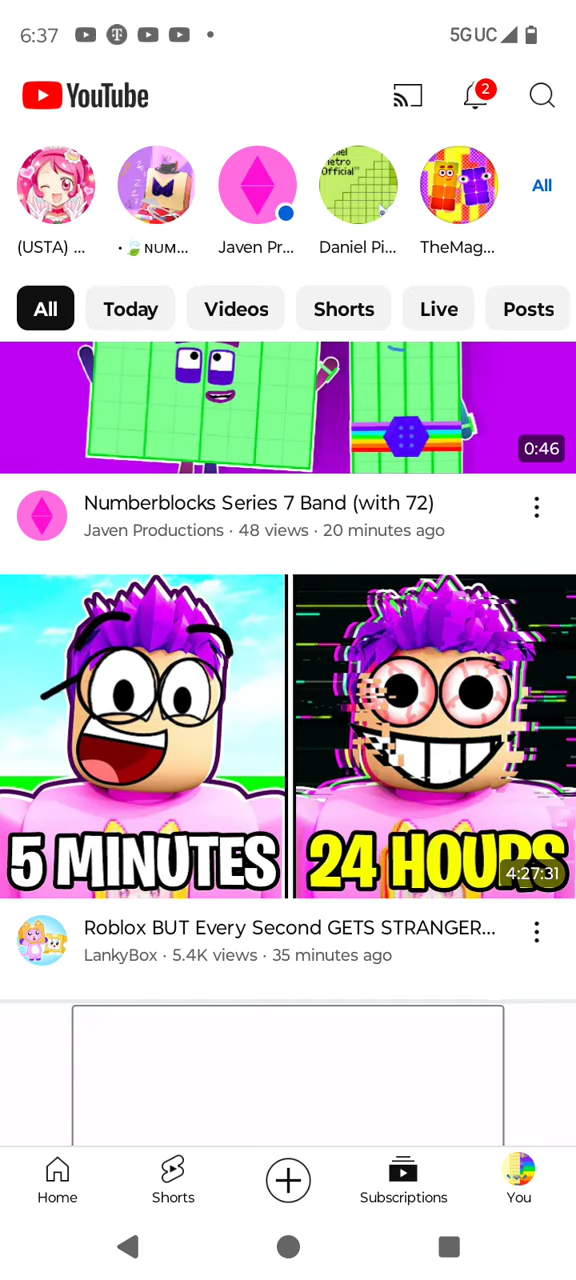 6:37
5G UC
YouTube
2
(USTA) ...
• 🍃 NUM...
Javen Pr...
Daniel Pi...
TheMag...
All
etro
Official"
All
Today
Videos
Shorts
Live
Posts
0:46
Numberblocks Series 7 Band (with 72)
Javen Productions · 48 views · 20 minutes ago
5 MINUTES
24 HOURS
4:27:31
Roblox BUT Every Second GETS STRANGER...
LankyBox · 5.4K views · 35 minutes ago
Home
Shorts
Subscriptions
You